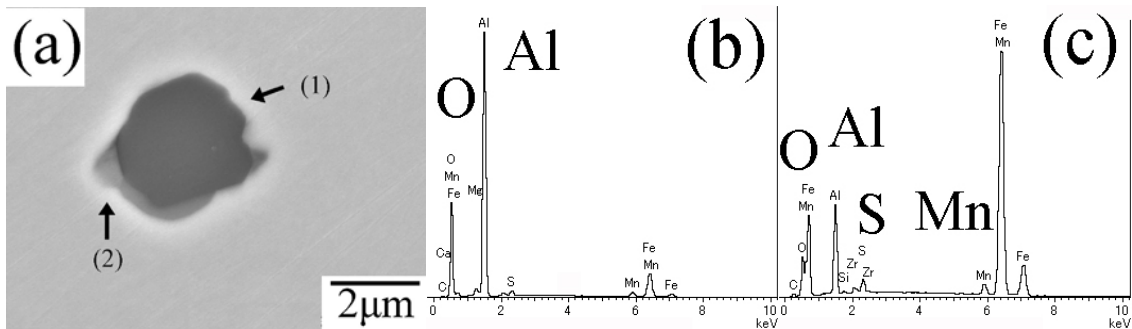 (a)
(1)
(2)
2μm
(b)
Al
Al
O
O
Mn
Fe
Mg
Ca
C
S
Fe
Mn
Mn
Fe
0 2 4 6 8 10
keV
(c)
Fe
Mn
O
Al
S
Mn
Fe
Mn
Al
O
C
Si
Zr
S
Zr
Mn
Fe
0 2 4 6 8 10
keV